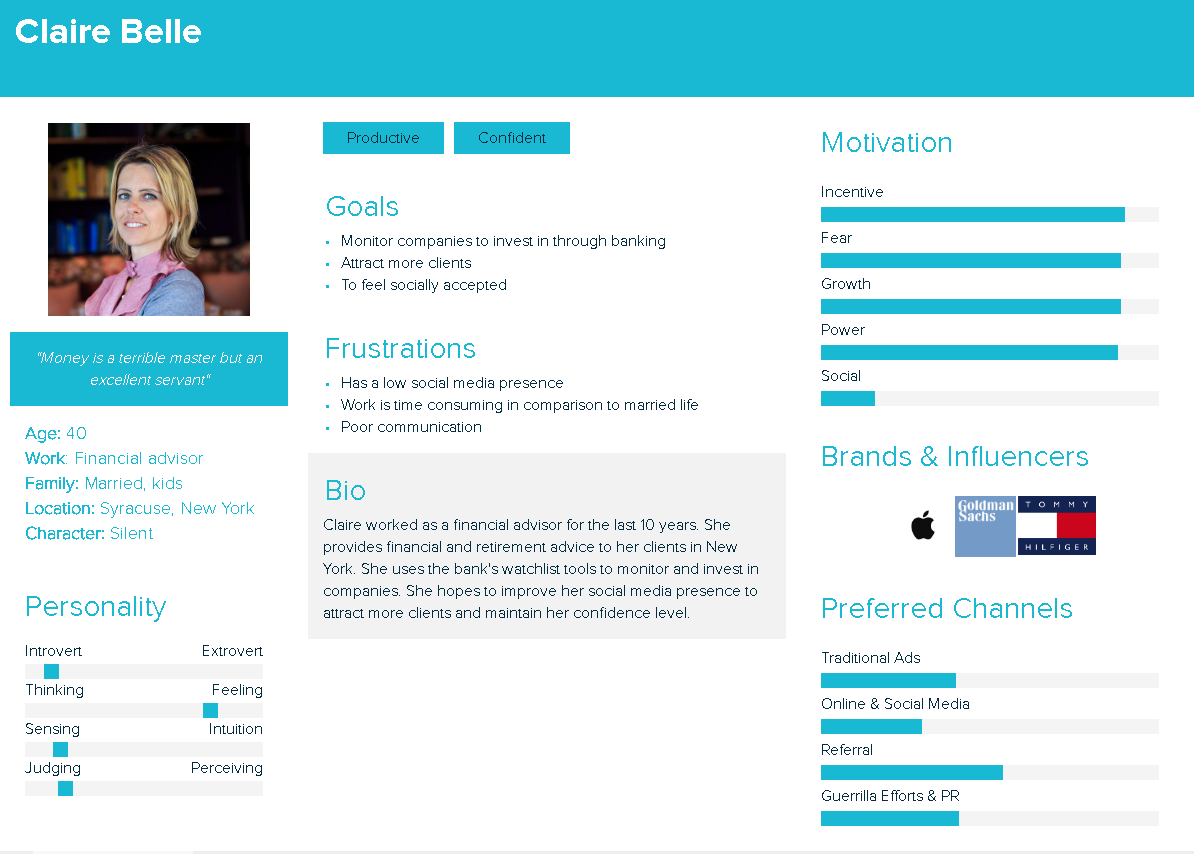 Claire Belle
"Money is a terrible master but an
excellent servant"
Age: 40
Work: Financial advisor
Family: Married, kids
Location: Syracuse, New York
Character: Silent
Personality
Introvert Extrovert
Thinking Feeling
Sensing Intuition
Judging Perceiving
Productive Confident
Goals
Monitor companies to invest in through banking
Attract more clients
To feel socially accepted
Frustrations
Has a low social media presence
Work is time consuming in comparison to married life
Poor communication
Bio
Claire worked as a financial advisor for the last 10 years. She
provides financial and retirement advice to her clients in New
York. She uses the bank's watchlist tools to monitor and invest in
companies. She hopes to improve her social media presence to
attract more clients and maintain her confidence level.
Motivation
Incentive
Fear
Growth
Power
Social
Brands & Influencers
Goldman
Sachs
TOMMY
HILFIGER
Preferred Channels
Traditional Ads
Online & Social Media
Referral
Guerrilla Efforts & PR